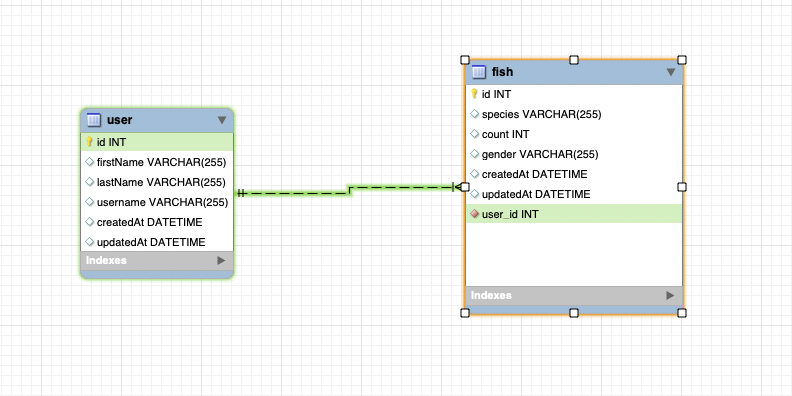 user
id INT
firstName VARCHAR(255)
lastName VARCHAR(255)
username VARCHAR(255)
createdAt DATETIME
updatedAt DATETIME
Indexes
fish
id INT
species VARCHAR(255)
count INT
gender VARCHAR(255)
createdAt DATETIME
updatedAt DATETIME
user_id INT
Indexes